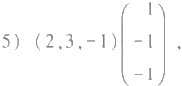 5) (2,3,-1)(1
-1
-1),